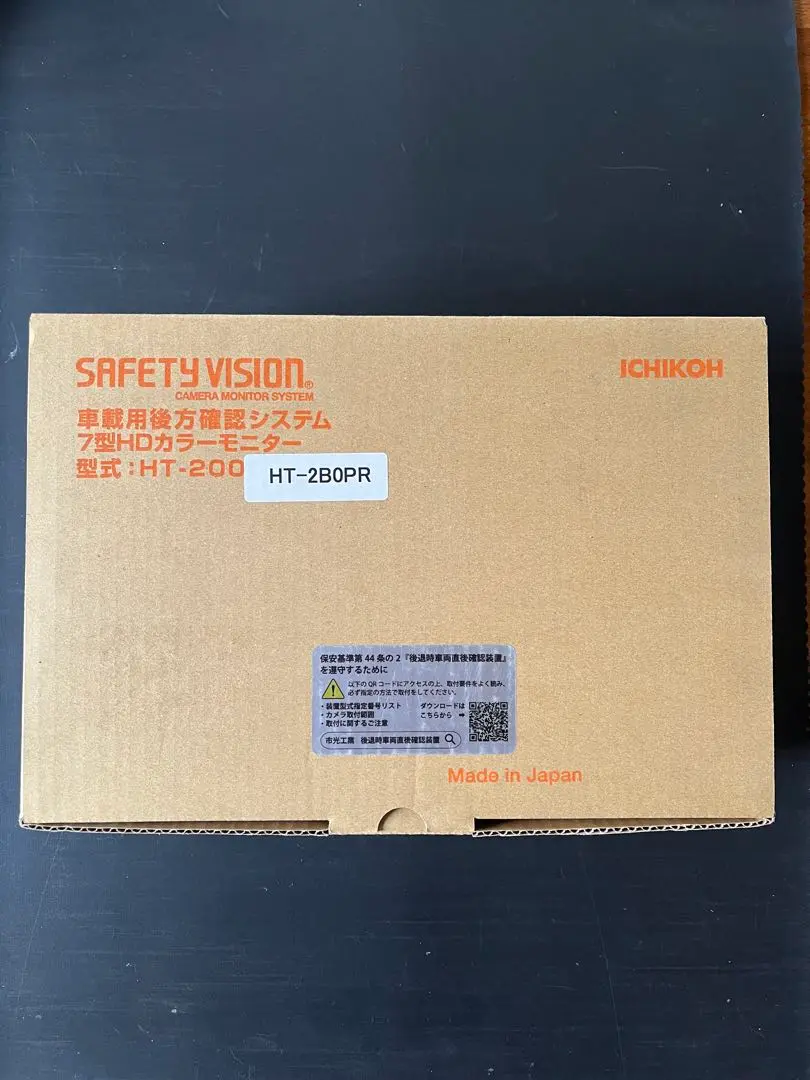 SAFETY VISION®
CAMERA MONITOR SYSTEM
ICHIKOH
車載用後方確認システム
7型HDカラーモニター
型式:HT-200
HT-2B0PR
保安基準第44条の2『後退時車両直後確認装置』
を遵守するために
以下のQRコードにアクセスの上、取付要件をよく読み、
必ず指定の方法で取付をしてください。
・装置型式指定番号リスト
・カメラ取付範囲
・取付に関するご注意
ダウンロードは
こちらから ➡
市光工業 後退時車両直後確認装置
Made in Japan